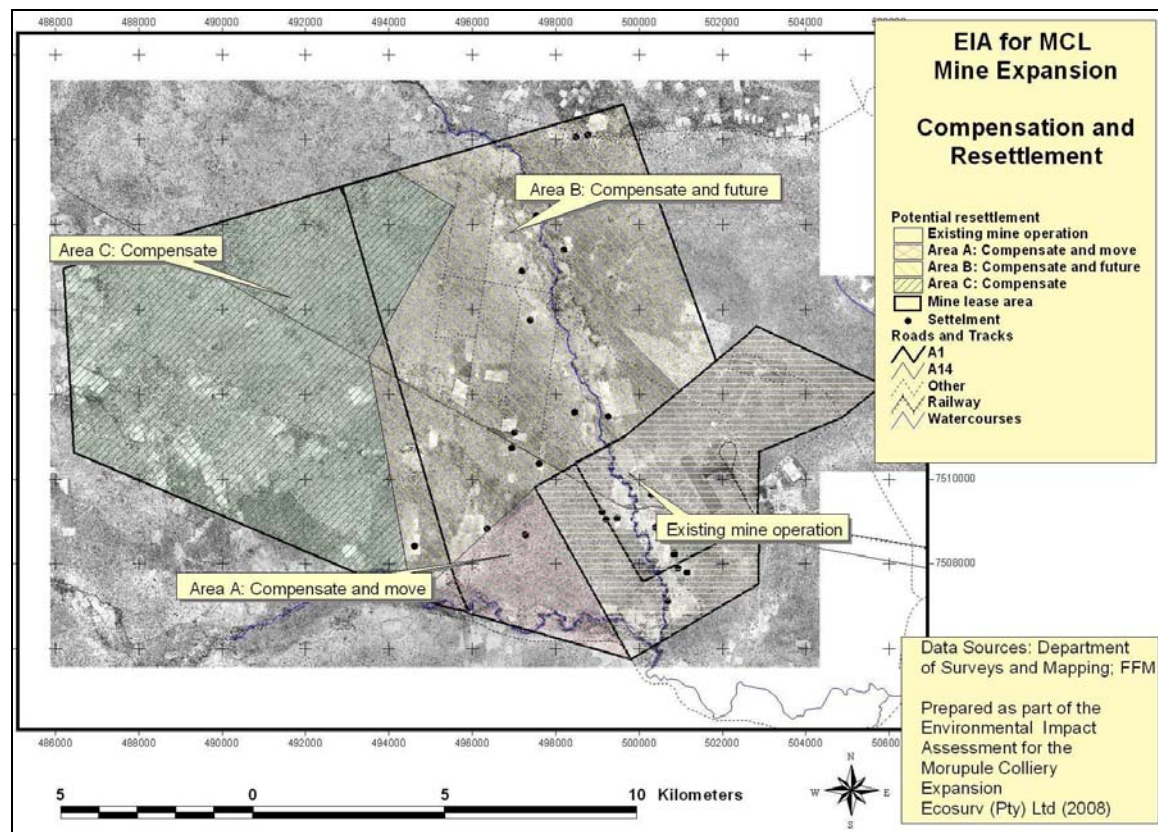 486000 488000 490000 492000 494000 496000 498000 500000 502000 504000
EIA for MCL
Mine Expansion
Compensation and
Resettlement
Potential resettlement
Existing mine operation
Area A: Compensate and move
Area B: Compensate and future
Area C: Compensate
Mine lease area
Settelment
Roads and Tracks
A1
A14
Other
Railway
Watercourses
Area B: Compensate and future
Area C: Compensate
Existing mine operation
Area A: Compensate and move
7510000
7508000
486000 488000 490000 492000 494000 496000 498000 500000 502000 504000 506000
Data Sources: Department
of Surveys and Mapping; FFM
Prepared as part of the
Environmental Impact
Assessment for the
Morupule Colliery
Expansion
Ecosurv (Pty) Ltd (2008)
5 0 5 10 Kilometers
N
W E
S